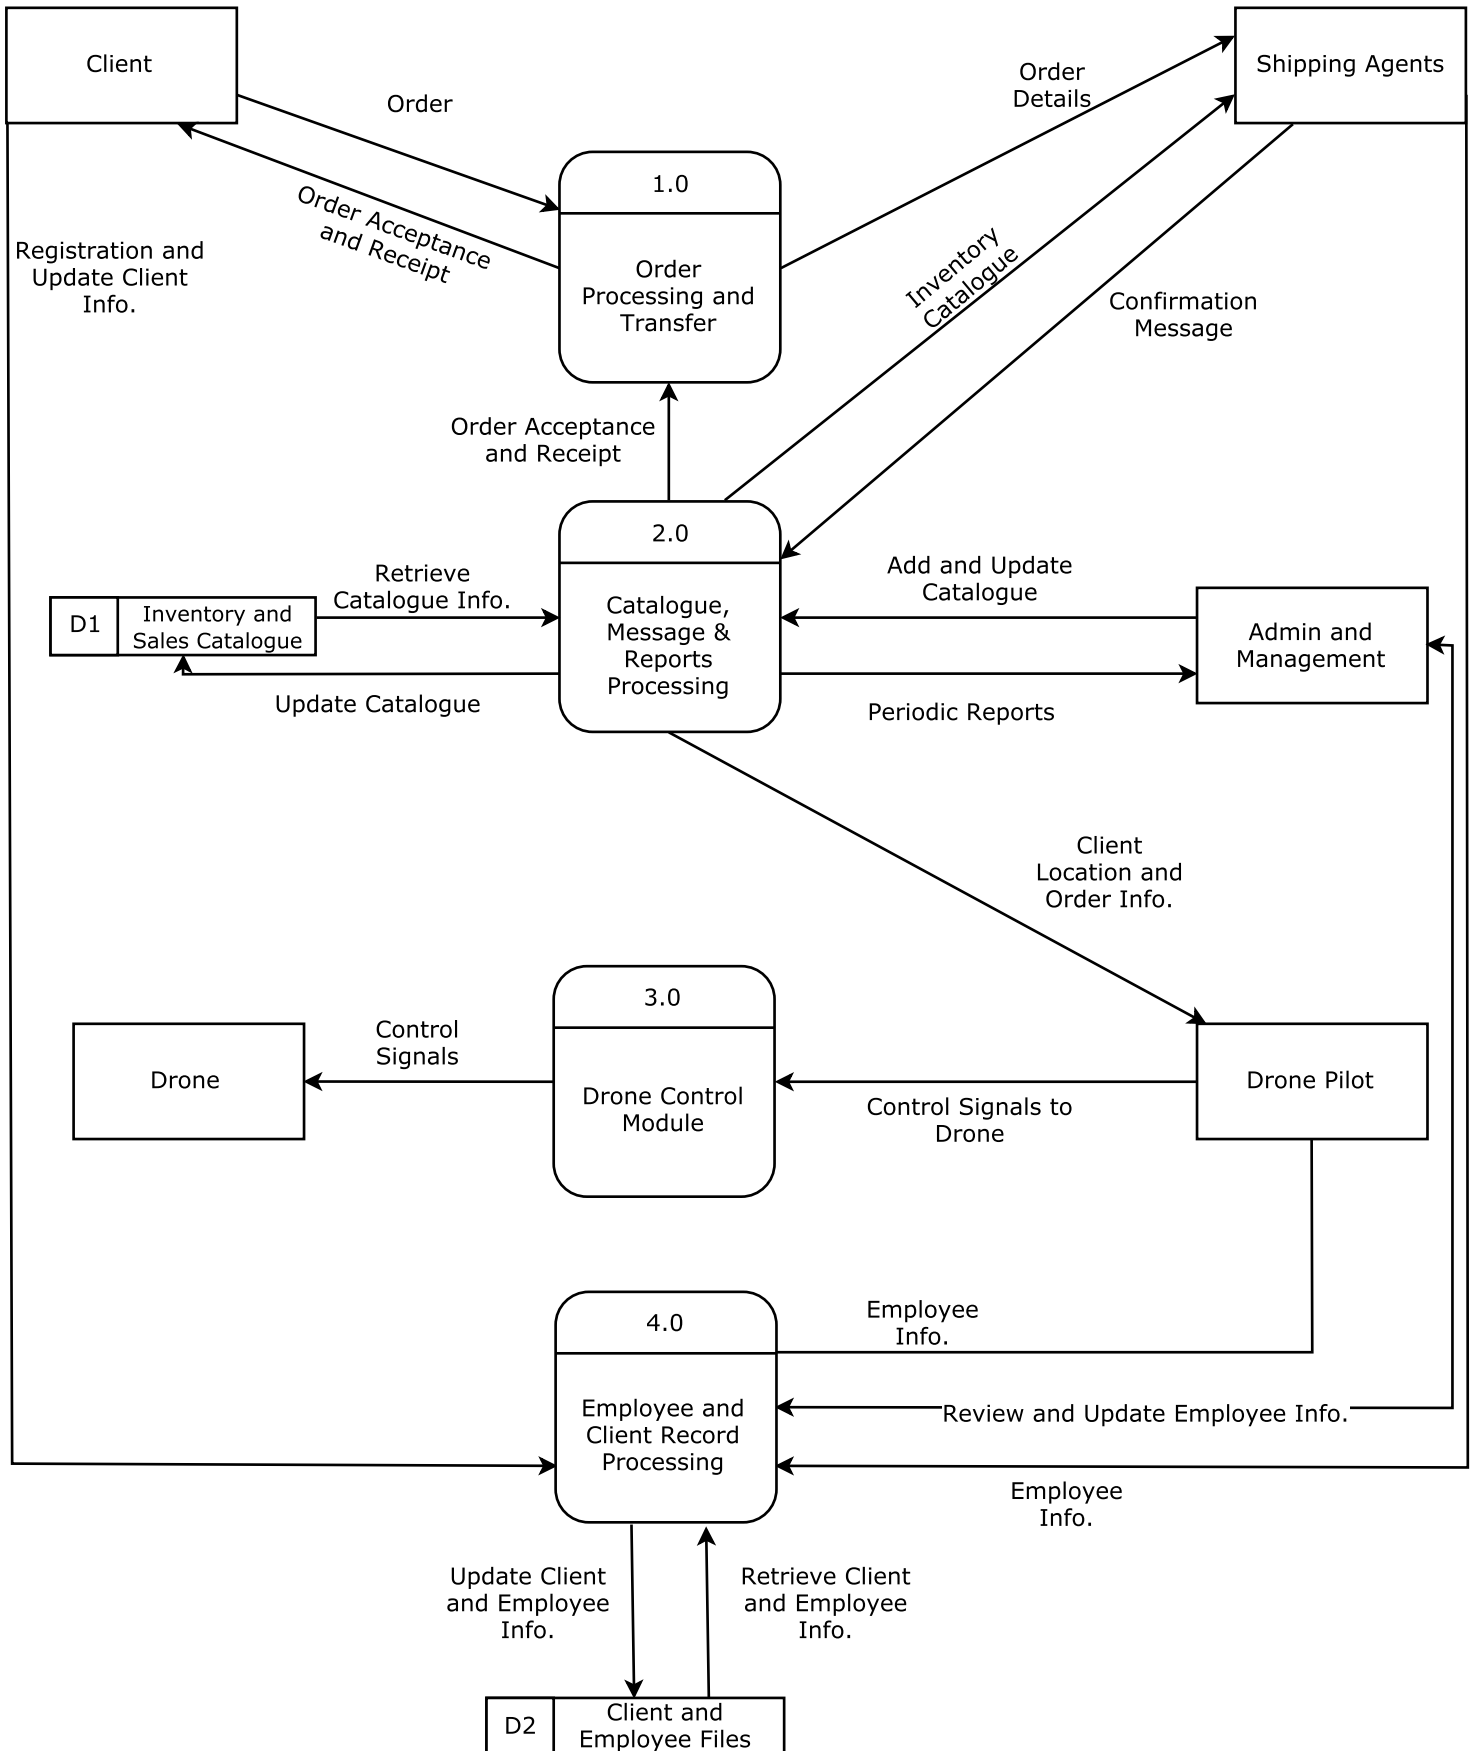 Client
Shipping Agents
Order
Order
Details
1.0
Order Acceptance
and Receipt
Registration and
Update Client
Info.
Order
Processing and
Transfer
Inventory
Catalogue
Confirmation
Message
Order Acceptance
and Receipt
2.0
Retrieve
Catalogue Info.
Add and Update
Catalogue
D1
Inventory and
Sales Catalogue
Catalogue,
Message &
Reports
Processing
Admin and
Management
Update Catalogue
Periodic Reports
Client
Location and
Order Info.
3.0
Control
Signals
Drone
Drone Control
Module
Drone Pilot
Control Signals to
Drone
4.0
Employee
Info.
Employee and
Client Record
Processing
Review and Update Employee Info.
Employee
Info.
Update Client
and Employee
Info.
Retrieve Client
and Employee
Info.
D2
Client and
Employee Files